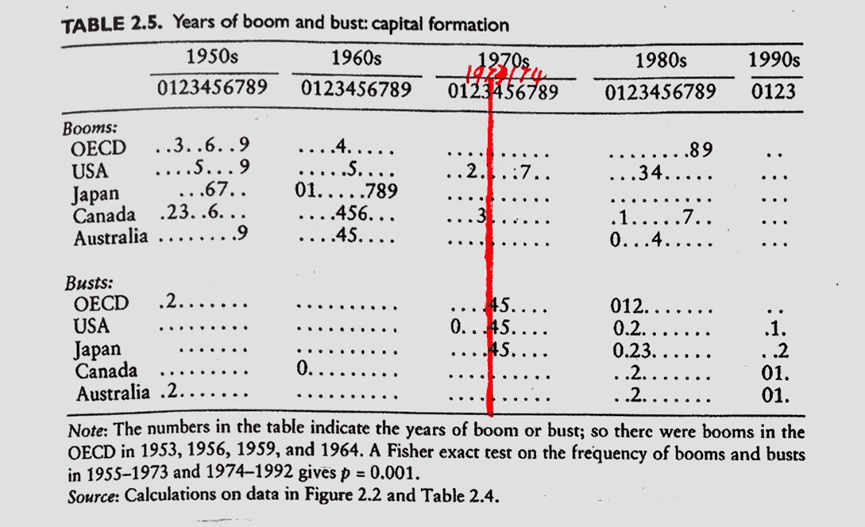 TABLE 2.5. Years of boom and bust: capital formation
1950s 1960s 1970s 1980s 1990s
1973/74
0123456789 0123456789 0123456789 0123456789 0123
Booms:
OECD ..3..6..9 ....4..... .......... ........89 ..
USA ....5...9 .....5.... ..2....7.. ...34..... ...
Japan ...67.. 01.....789 .......... .......... ...
Canada .23..6... ....456... ...3...... .1.....7.. ...
Australia ........9 ....45.... .......... 0...4..... ...
Busts:
OECD .2....... .......... ....45.... 012....... ..
USA ......... .......... 0...45.... 0.2....... .1.
Japan ....... .......... ....45.... 0.23...... ..2
Canada ......... 0......... .......... ..2....... 01.
Australia .2....... .......... .......... ..2....... 01.
Note: The numbers in the table indicate the years of boom or bust; so there were booms in the
OECD in 1953, 1956, 1959, and 1964. A Fisher exact test on the frequency of booms and busts
in 1955–1973 and 1974–1992 gives p = 0.001.
Source: Calculations on data in Figure 2.2 and Table 2.4.